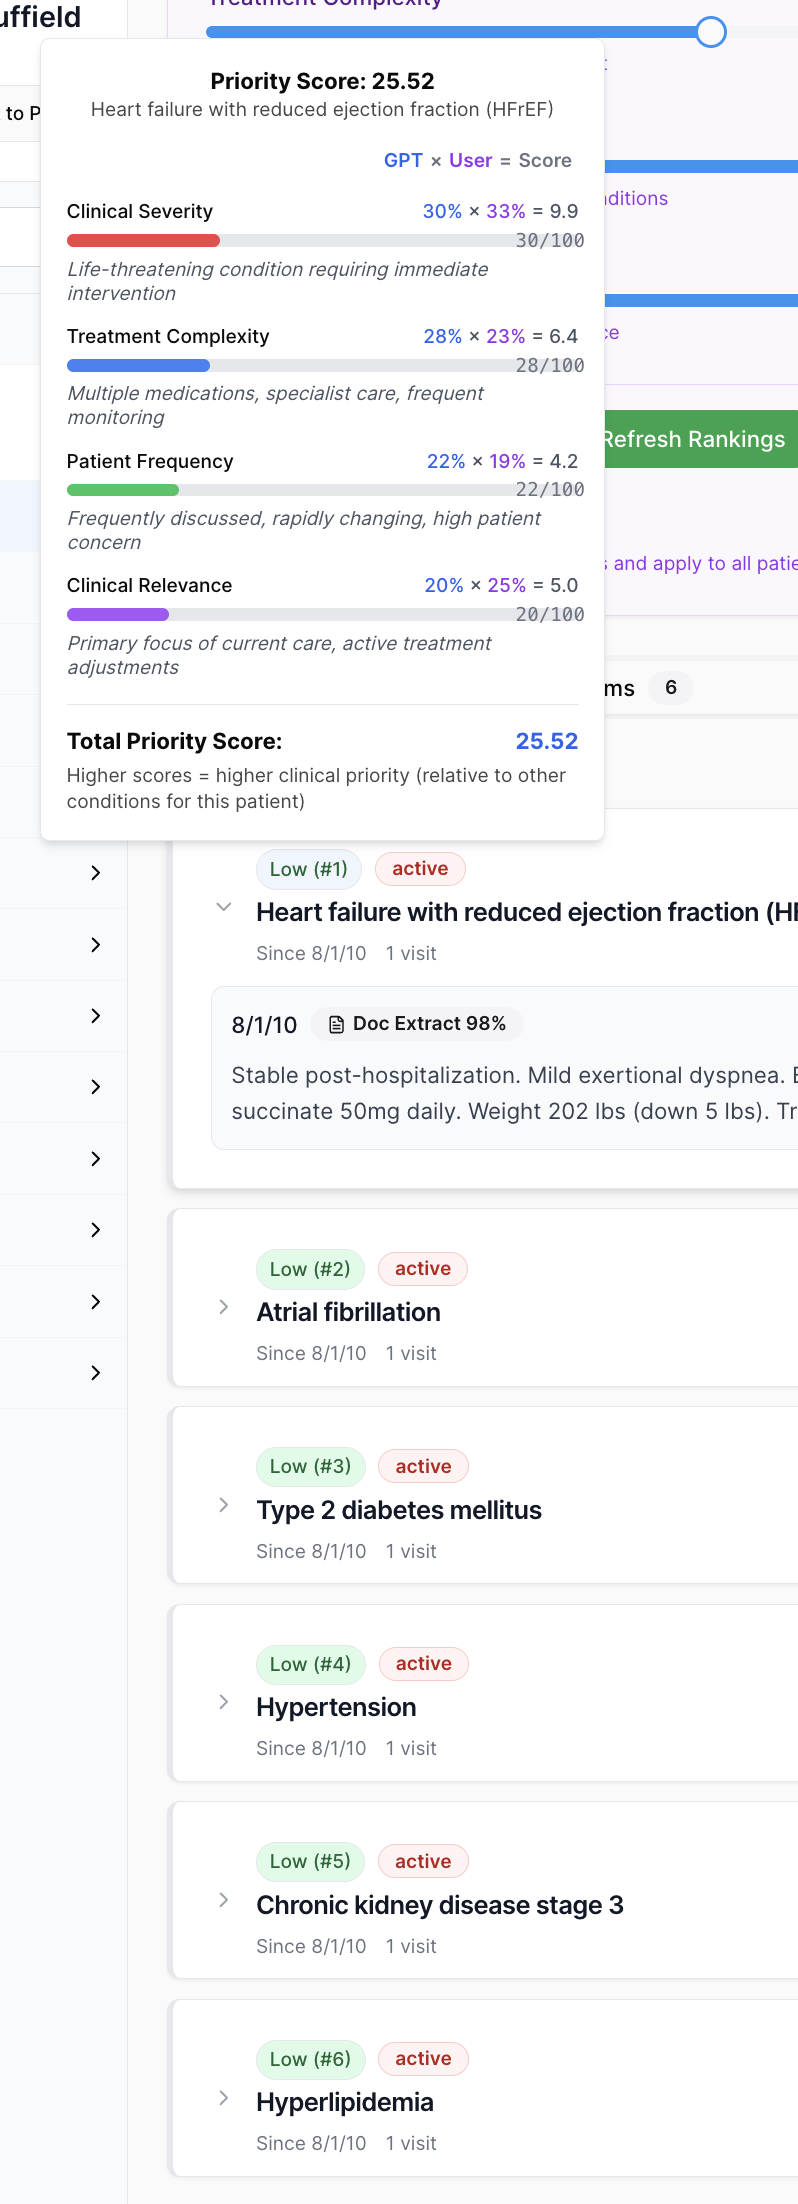 Treatment Complexity
uffield
Priority Score: 25.52
Heart failure with reduced ejection fraction (HFrEF)
to P
GPT × User = Score
Clinical Severity 30% × 33% = 9.9
nditions
30/100
Life-threatening condition requiring immediate
intervention
Treatment Complexity 28% × 23% = 6.4
ce
28/100
Multiple medications, specialist care, frequent
monitoring
Refresh Rankings
Patient Frequency 22% × 19% = 4.2
22/100
Frequently discussed, rapidly changing, high patient
concern
s and apply to all patie
Clinical Relevance 20% × 25% = 5.0
20/100
Primary focus of current care, active treatment
adjustments
ms 6
Total Priority Score: 25.52
Higher scores = higher clinical priority (relative to other
conditions for this patient)
Low (#1) active
Heart failure with reduced ejection fraction (HF
Since 8/1/10 1 visit
8/1/10 Doc Extract 98%
Stable post-hospitalization. Mild exertional dyspnea.
succinate 50mg daily. Weight 202 lbs (down 5 lbs). Tr
Low (#2) active
Atrial fibrillation
Since 8/1/10 1 visit
Low (#3) active
Type 2 diabetes mellitus
Since 8/1/10 1 visit
Low (#4) active
Hypertension
Since 8/1/10 1 visit
Low (#5) active
Chronic kidney disease stage 3
Since 8/1/10 1 visit
Low (#6) active
Hyperlipidemia
Since 8/1/10 1 visit